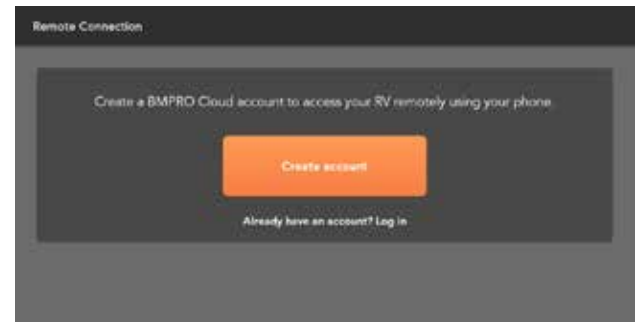 Remote Connection
Create a BMPRO Cloud account to access your RV remotely using your phone.
Create account
Already have an account? Log in